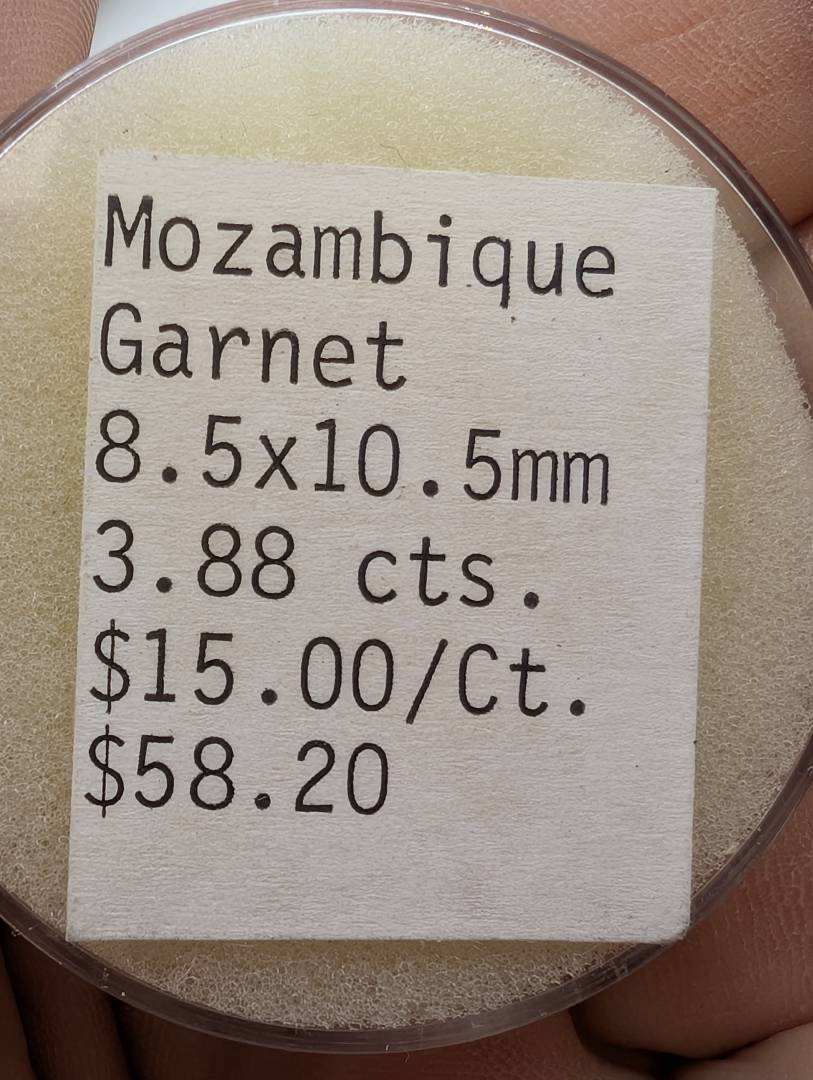 Mozambique
Garnet
8.5x10.5mm
3.88 cts.
$15.00/Ct.
$58.20